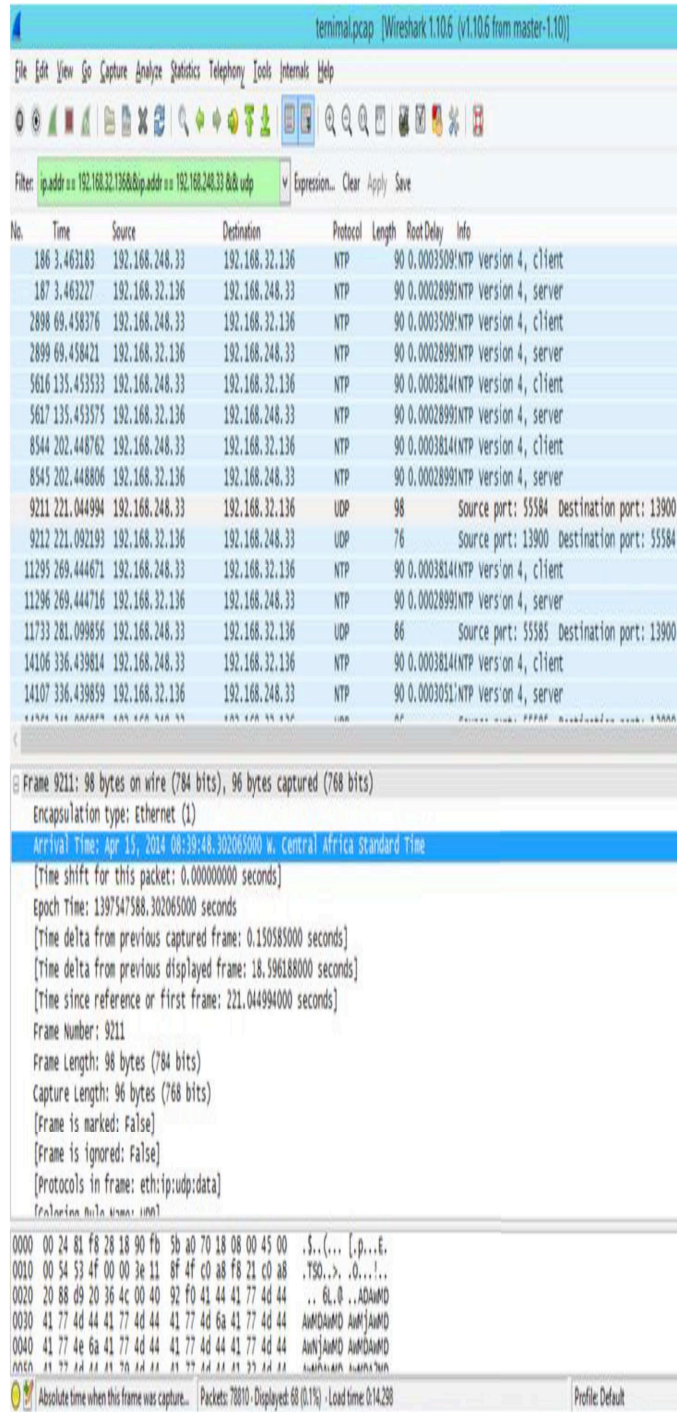 ternimal.pcap [Wireshark 1.10.6 (v1.10.6 from master-1.10)]
File Edit View Go Capture Analyze Statistics Telephony Tools Internals Help
Filter: ip.addr == 192.168.32.136&&ip.addr == 192.168.248.33 && udp Expression... Clear Apply Save
No. Time Source Destination Protocol Length Root Delay Info
186 3.463183 192.168.248.33 192.168.32.136 NTP 90 0.0003509 NTP Version 4, client
187 3.463227 192.168.32.136 192.168.248.33 NTP 90 0.0002899 NTP Version 4, server
2898 69.458376 192.168.248.33 192.168.32.136 NTP 90 0.0003509 NTP Version 4, client
2899 69.458421 192.168.32.136 192.168.248.33 NTP 90 0.0002899 NTP Version 4, server
5616 135.453533 192.168.248.33 192.168.32.136 NTP 90 0.0003814 NTP Version 4, client
5617 135.453575 192.168.32.136 192.168.248.33 NTP 90 0.0002899 NTP Version 4, server
8544 202.448762 192.168.248.33 192.168.32.136 NTP 90 0.0003814 NTP Version 4, client
8545 202.448806 192.168.32.136 192.168.248.33 NTP 90 0.0002899 NTP Version 4, server
9211 221.044994 192.168.248.33 192.168.32.136 UDP 98 Source port: 55584 Destination port: 13900
9212 221.092193 192.168.32.136 192.168.248.33 UDP 76 Source port: 13900 Destination port: 55584
11295 269.444671 192.168.248.33 192.168.32.136 NTP 90 0.0003814 NTP Version 4, client
11296 269.444716 192.168.32.136 192.168.248.33 NTP 90 0.0002899 NTP Version 4, server
11733 281.099856 192.168.248.33 192.168.32.136 UDP 86 Source port: 55585 Destination port: 13900
14106 336.439814 192.168.248.33 192.168.32.136 NTP 90 0.0003814 NTP Version 4, client
14107 336.439859 192.168.32.136 192.168.248.33 NTP 90 0.0003051 NTP Version 4, server
Frame 9211: 98 bytes on wire (784 bits), 96 bytes captured (768 bits)
Encapsulation type: Ethernet (1)
Arrival Time: Apr 15, 2014 08:39:48.302065000 W. Central Africa Standard Time
[Time shift for this packet: 0.000000000 seconds]
Epoch Time: 1397547588.302065000 seconds
[Time delta from previous captured frame: 0.150585000 seconds]
[Time delta from previous displayed frame: 18.596188000 seconds]
[Time since reference or first frame: 221.044994000 seconds]
Frame Number: 9211
Frame Length: 98 bytes (784 bits)
Capture Length: 96 bytes (768 bits)
[Frame is marked: False]
[Frame is ignored: False]
[Protocols in frame: eth:ip:udp:data]
[Coloring Rule Name: UDP]
0000 00 24 81 f8 28 18 90 fb 5b a0 70 18 08 00 45 00 .$..(... [.p...E.
0010 00 54 53 4f 00 00 3e 11 8f 4f c0 a8 f8 21 c0 a8 .TSO..>. .O...!..
0020 20 88 d9 20 36 4c 00 40 92 f0 41 44 41 77 4d 44 .. 6L.@ ..ADAwMD
0030 41 77 4d 44 41 77 4d 44 41 77 4d 6a 41 77 4d 44 AwMDAwMD AwMjAwMD
0040 41 77 4e 6a 41 77 4d 44 41 77 4d 44 41 77 4d 44 AwNjAwMD AwMDAwMD
Absolute time when this frame was capture... Packets: 78810 · Displayed: 68 (0.1%) · Load time: 0:14.298 Profile: Default